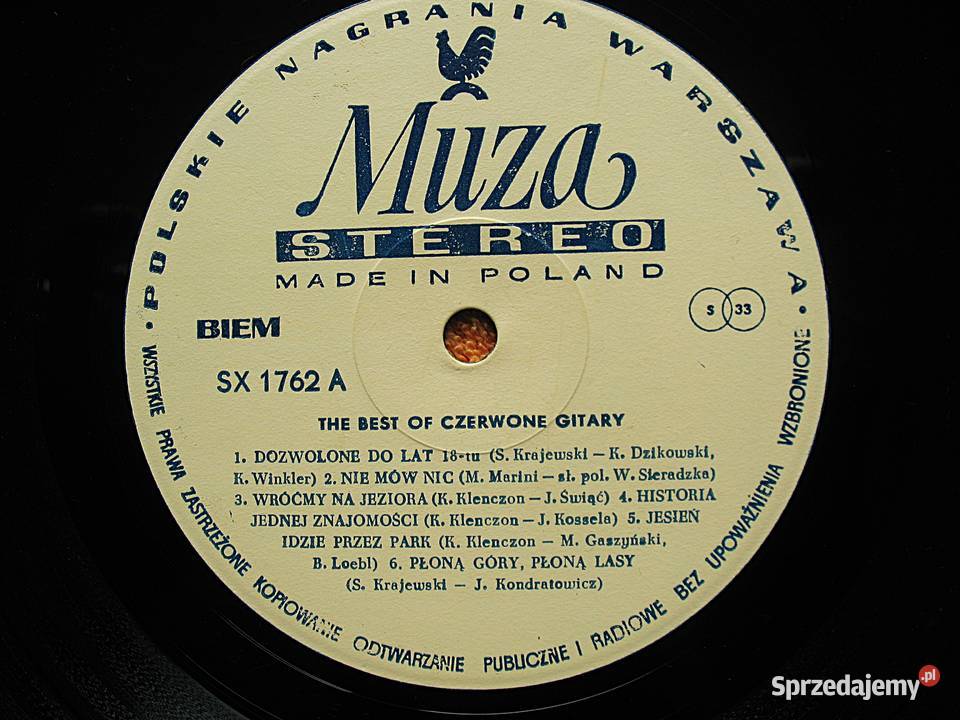 POLSKIE NAGRANIA WARSZAWA
Muza
STEREO
MADE IN POLAND
BIEM
S 33
SX 1762 A
THE BEST OF CZERWONE GITARY
1. DOZWOLONE DO LAT 18-tu (S. Krajewski – K. Dzikowski,
K. Winkler) 2. NIE MÓW NIC (M. Marini – sł. pol. W. Sieradzka)
3. WRÓĆMY NA JEZIORA (K. Klenczon – J. Świąć) 4. HISTORIA
JEDNEJ ZNAJOMOŚCI (K. Klenczon – J. Kossela) 5. JESIEŃ
IDZIE PRZEZ PARK (K. Klenczon – M. Gaszyński,
B. Loebl) 6. PŁONĄ GÓRY, PŁONĄ LASY
(S. Krajewski – J. Kondratowicz)
• WSZYSTKIE PRAWA ZASTRZEŻONE KOPIOWANIE ODTWARZANIE PUBLICZNE I RADIOWE BEZ UPOWAŻNIENIA WZBRONIONE •
Sprzedajemy.pl